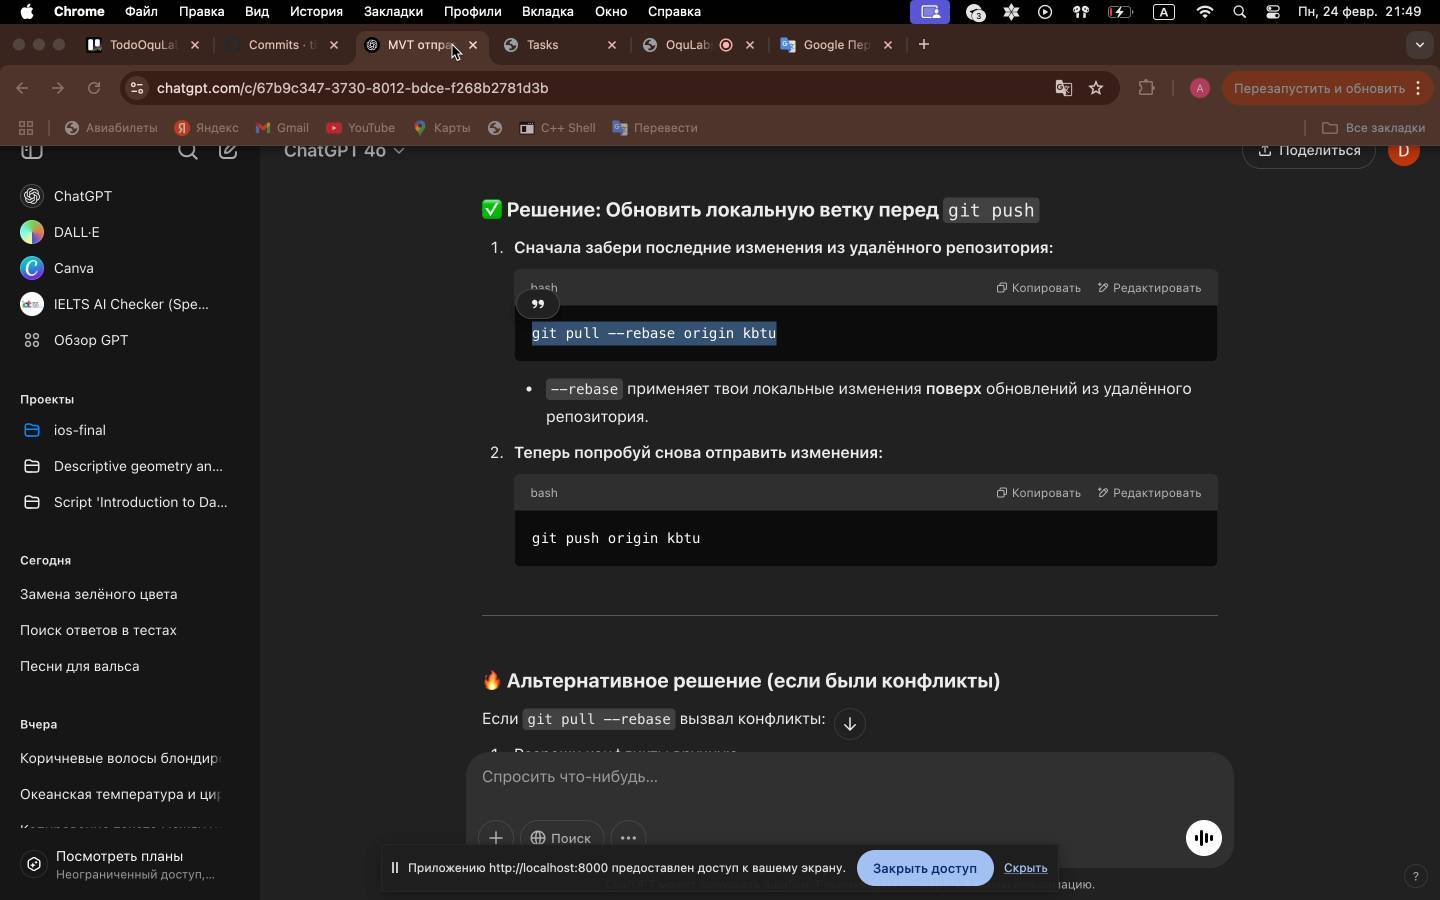 Chrome Файл Правка Вид История Закладки Профили Вкладка Окно Справка
3 A Пн, 24 февр. 21:49
TodoOquLa Commits · ti MVT отпра Tasks OquLab Google Пер
chatgpt.com/c/67b9c347-3730-8012-bdce-f268b2781d3b
A Перезапустить и обновить
Авиабилеты Яндекс Gmail YouTube Карты C++ Shell Перевести Все закладки
ChatGPT 4o Поделиться D
ChatGPT
DALL·E
Canva
IELTS AI Checker (Spe...
Обзор GPT
Проекты
ios-final
Descriptive geometry an...
Script 'Introduction to Da...
Сегодня
Замена зелёного цвета
Поиск ответов в тестах
Песни для вальса
Вчера
Коричневые волосы блондир
Океанская температура и ци
Посмотреть планы
Неограниченный доступ,...
✅ Решение: Обновить локальную ветку перед git push
1. Сначала забери последние изменения из удалённого репозитория:
bash Копировать Редактировать
git pull --rebase origin kbtu
• --rebase применяет твои локальные изменения поверх обновлений из удалённого
репозитория.
2. Теперь попробуй снова отправить изменения:
bash Копировать Редактировать
git push origin kbtu
🔥 Альтернативное решение (если были конфликты)
Если git pull --rebase вызвал конфликты:
Спросить что-нибудь...
Поиск
Приложению http://localhost:8000 предоставлен доступ к вашему экрану. Закрыть доступ Скрыть
?